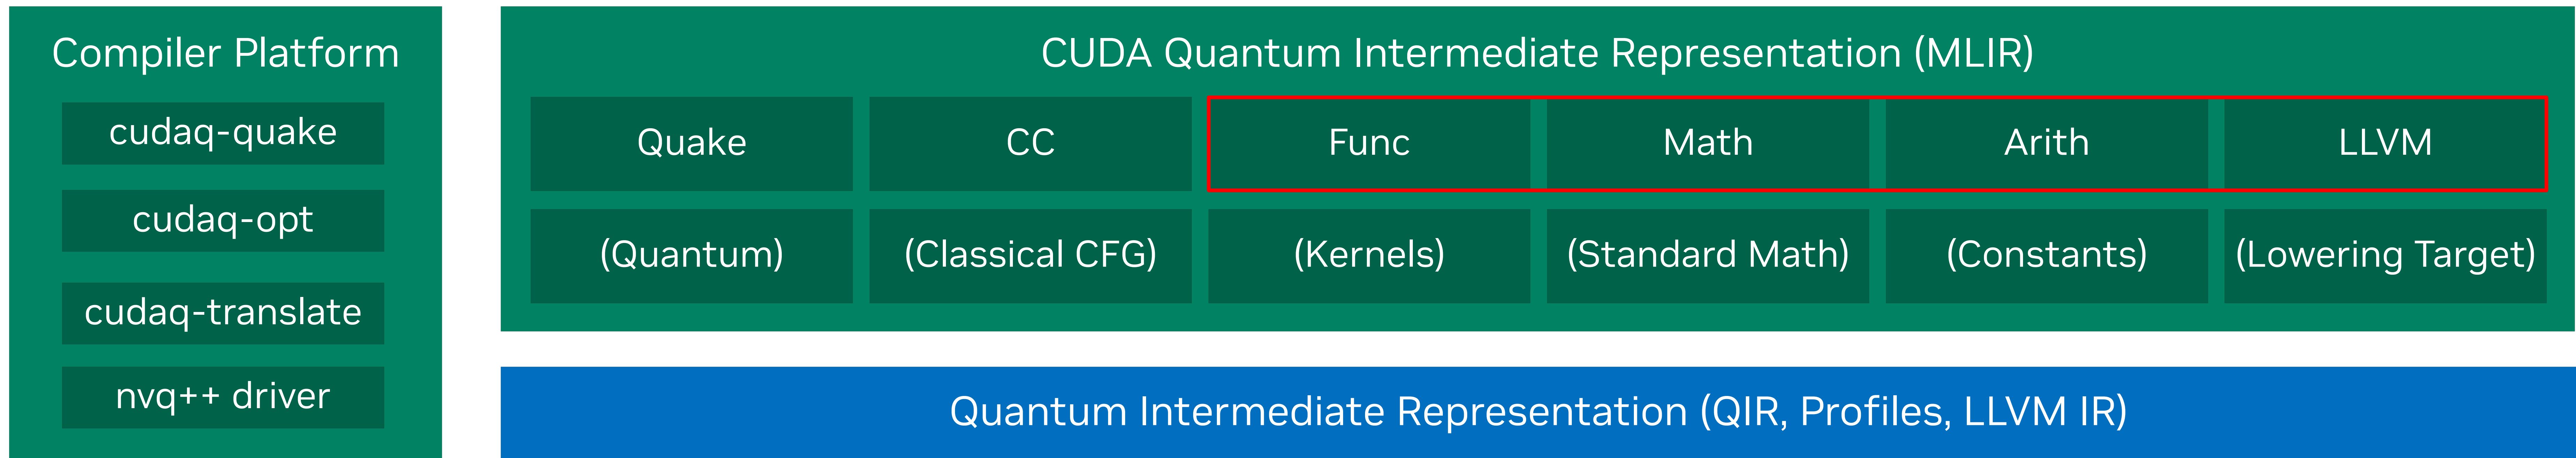 Compiler Platform
cudaq-quake
cudaq-opt
cudaq-translate
nvq++ driver
CUDA Quantum Intermediate Representation (MLIR)
Quake CC Func Math Arith LLVM
(Quantum) (Classical CFG) (Kernels) (Standard Math) (Constants) (Lowering Target)
Quantum Intermediate Representation (QIR, Profiles, LLVM IR)